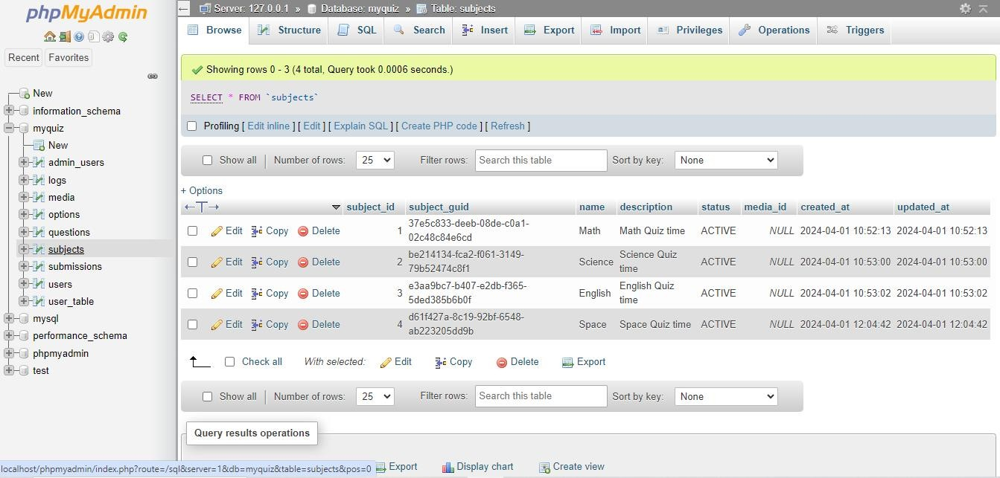 phpMyAdmin
Recent Favorites
New
information_schema
myquiz
New
admin_users
logs
media
options
questions
subjects
submissions
users
user_table
mysql
performance_schema
phpmyadmin
test
Server: 127.0.0.1 » Database: myquiz » Table: subjects
Browse Structure SQL Search Insert Export Import Privileges Operations Triggers
Showing rows 0 - 3 (4 total, Query took 0.0006 seconds.)
SELECT * FROM `subjects`
Profiling [ Edit inline ] [ Edit ] [ Explain SQL ] [ Create PHP code ] [ Refresh ]
Show all Number of rows: 25 Filter rows: Search this table Sort by key: None
+ Options
subject_id subject_guid name description status media_id created_at updated_at
Edit Copy Delete 1 37e5c833-deeb-08de-c0a1- Math Math Quiz time ACTIVE NULL 2024-04-01 10:52:13 2024-04-01 10:52:13
02c48c84e6cd
Edit Copy Delete 2 be214134-fca2-f061-3149- Science Science Quiz ACTIVE NULL 2024-04-01 10:53:00 2024-04-01 10:53:00
79b52474c8f1 time
Edit Copy Delete 3 e3aa9bc7-b407-e2db-f365- English English Quiz ACTIVE NULL 2024-04-01 10:53:02 2024-04-01 10:53:02
5ded385b6b0f time
Edit Copy Delete 4 d61f427a-8c19-92bf-6548- Space Space Quiz time ACTIVE NULL 2024-04-01 12:04:42 2024-04-01 12:04:42
ab223205dd9b
Check all With selected: Edit Copy Delete Export
Show all Number of rows: 25 Filter rows: Search this table Sort by key: None
Query results operations
localhost/phpmyadmin/index.php?route=/sql&server=1&db=myquiz&table=subjects&pos=0 Export Display chart Create view